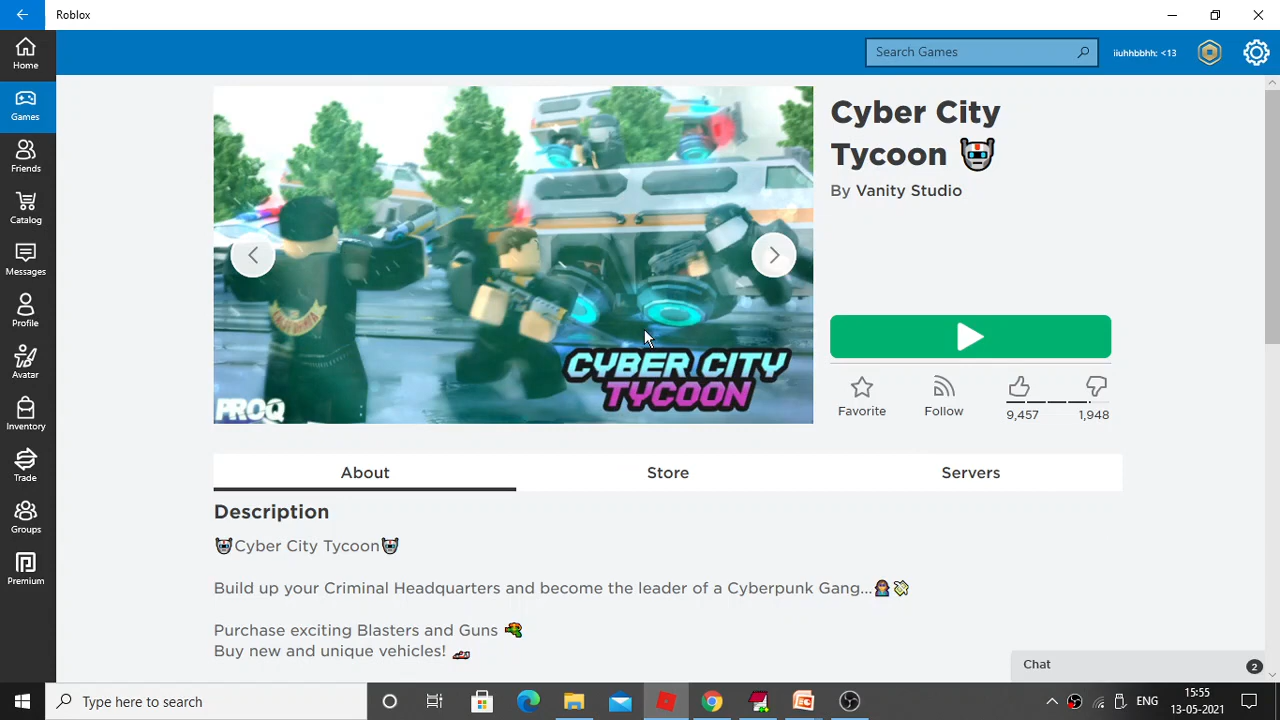 Roblox
Search Games
iiuhhbbhh: <13
Home
Games
Friends
Catalog
Messages
Profile
Avatar
Inventory
Trade
Groups
Premium
CYBER CITY
TYCOON
PROQ
Cyber City
Tycoon
By Vanity Studio
Favorite
Follow
9,457
1,948
About
Store
Servers
Description
Cyber City Tycoon
Build up your Criminal Headquarters and become the leader of a Cyberpunk Gang...
Purchase exciting Blasters and Guns
Buy new and unique vehicles!
Chat
2
Type here to search
ENG
15:55
13-05-2021